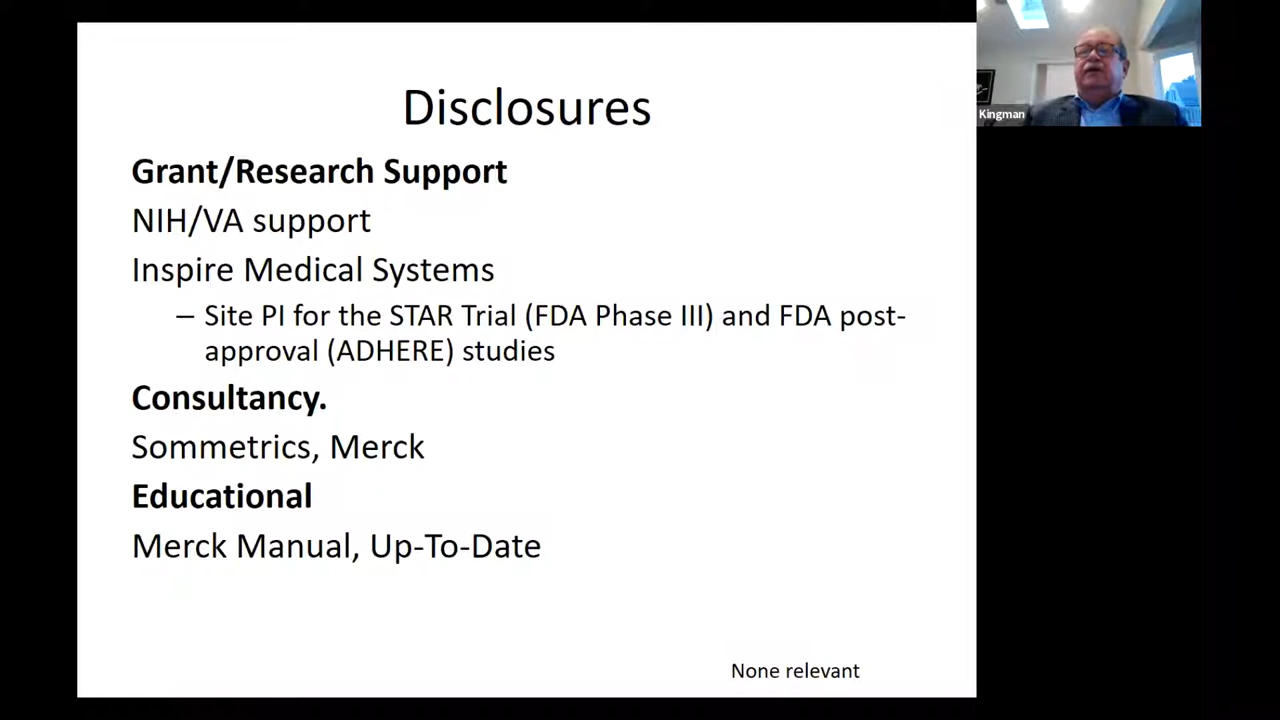 Disclosures
Grant/Research Support
NIH/VA support
Inspire Medical Systems
– Site PI for the STAR Trial (FDA Phase III) and FDA post-
approval (ADHERE) studies
Consultancy.
Sommetrics, Merck
Educational
Merck Manual, Up-To-Date
None relevant
Kingman